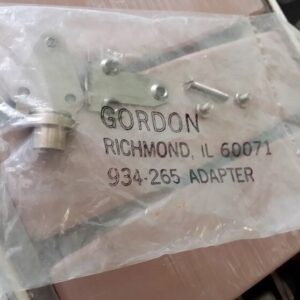 GORDON
RICHMOND, IL 60071
934-265 ADAPTER